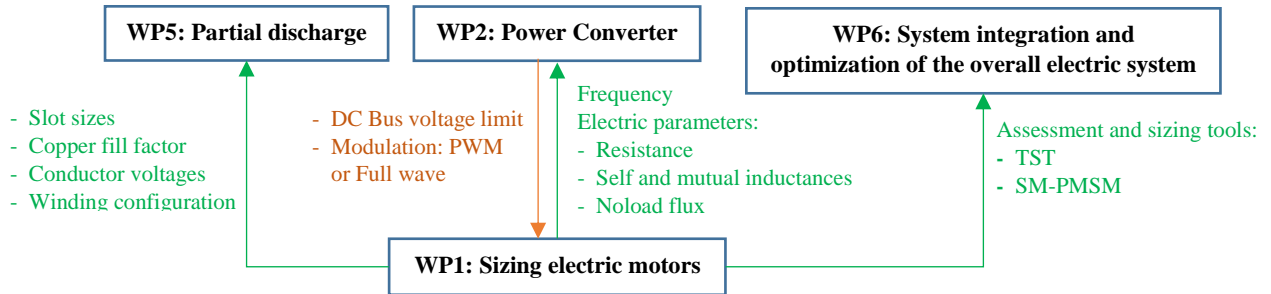 WP5: Partial discharge
WP2: Power Converter
WP6: System integration and
optimization of the overall electric system
- Slot sizes
- Copper fill factor
- Conductor voltages
- Winding configuration
- DC Bus voltage limit
- Modulation: PWM
or Full wave
Frequency
Electric parameters:
- Resistance
- Self and mutual inductances
- Noload flux
Assessment and sizing tools:
- TST
- SM-PMSM
WP1: Sizing electric motors